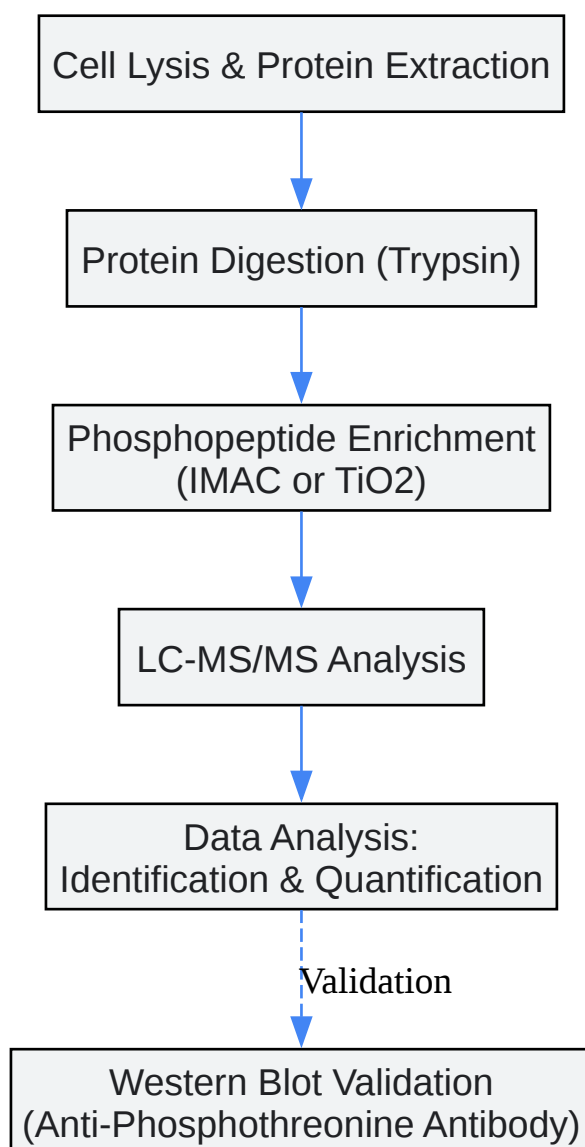 Cell Lysis & Protein Extraction
Protein Digestion (Trypsin)
Phosphopeptide Enrichment
(IMAC or TiO2)
LC-MS/MS Analysis
Data Analysis:
Identification & Quantification
Validation
Western Blot Validation
(Anti-Phosphothreonine Antibody)